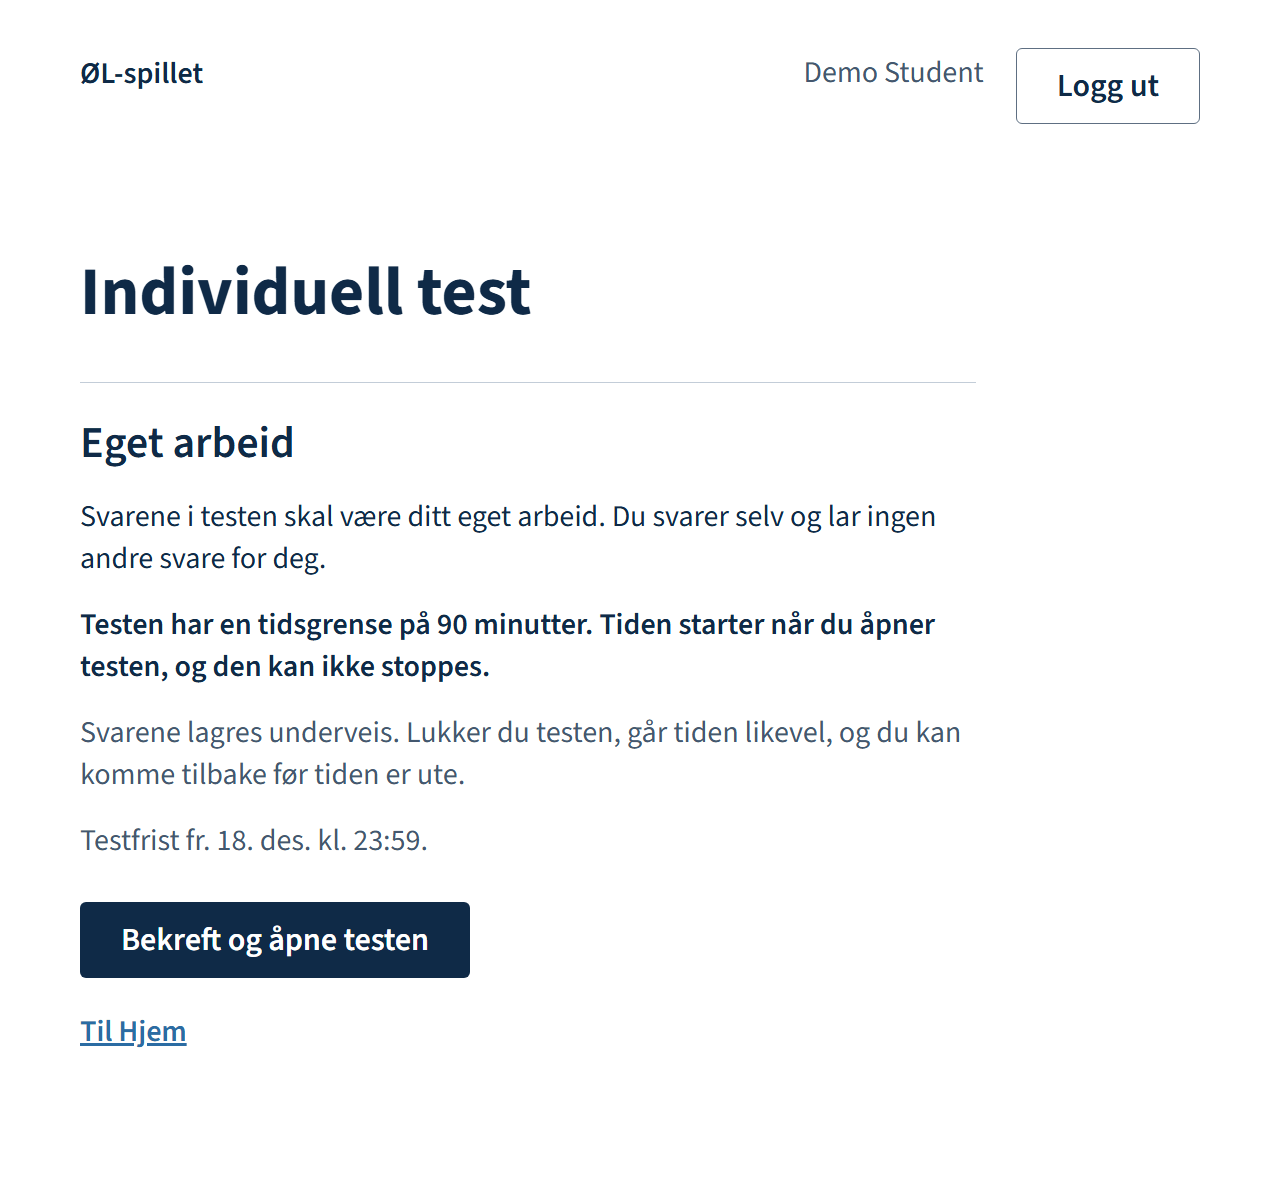 ØL-spillet
Demo Student
Logg ut
Individuell test
Eget arbeid
Svarene i testen skal være ditt eget arbeid. Du svarer selv og lar ingen
andre svare for deg.
Testen har en tidsgrense på 90 minutter. Tiden starter når du åpner
testen, og den kan ikke stoppes.
Svarene lagres underveis. Lukker du testen, går tiden likevel, og du kan
komme tilbake før tiden er ute.
Testfrist fr. 18. des. kl. 23:59.
Bekreft og åpne testen
Til Hjem